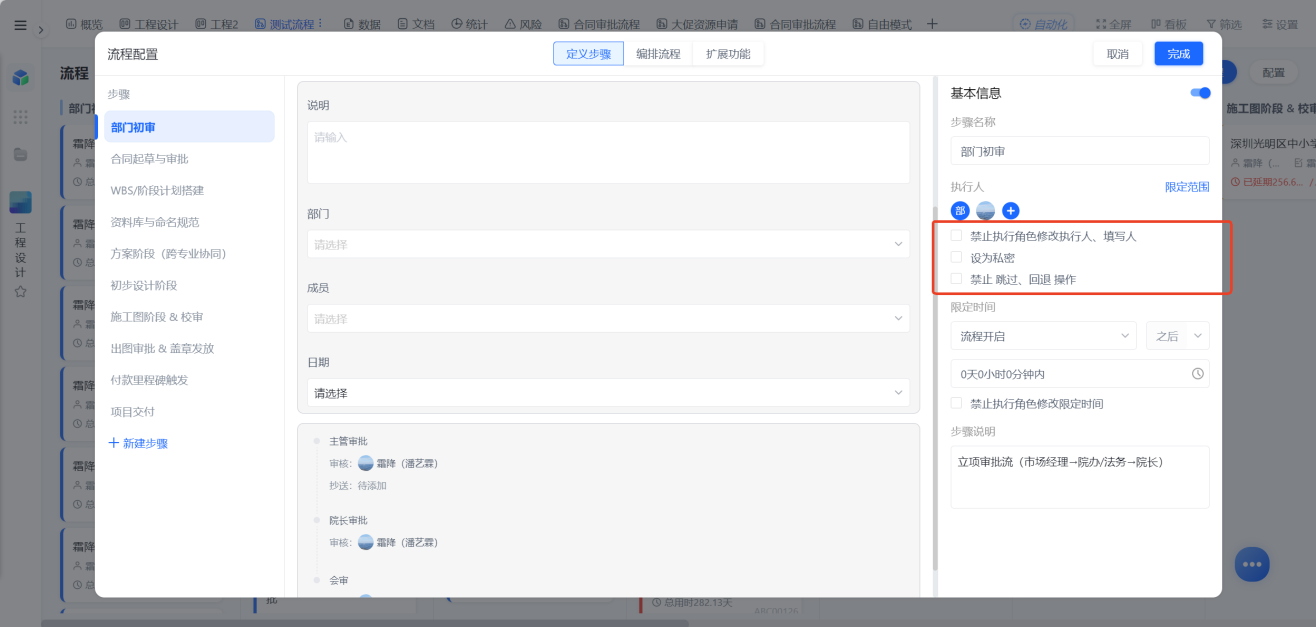 概览
工程设计
工程2
测试流程
数据
文档
统计
风险
合同审批流程
大促资源申请
合同审批流程
自由模式
自动化
全屏
看板
筛选
设置
流程配置
定义步骤
编排流程
扩展功能
取消
完成
流程
配置
工程设计
步骤
部门初审
合同起草与审批
WBS/阶段计划搭建
资料库与命名规范
方案阶段（跨专业协同）
初步设计阶段
施工图阶段 & 校审
出图审批 & 盖章发放
付款里程碑触发
项目交付
新建步骤
说明
请输入
部门
请选择
成员
请选择
日期
请选择
主管审批
审核：
霜降（潘艺霖）
抄送：待添加
院长审批
审核：
霜降（潘艺霖）
会审
基本信息
步骤名称
部门初审
执行人
限定范围
部
禁止执行角色修改执行人、填写人
设为私密
禁止 跳过、回退 操作
限定时间
流程开启
之后
0天0小时0分钟内
禁止执行角色修改限定时间
步骤说明
立项审批流（市场经理→院办/法务→院长）
施工图阶段 & 校审
深圳光明区中小学
霜降（...
已延期256.6...
总用时282.13天
ABC00126